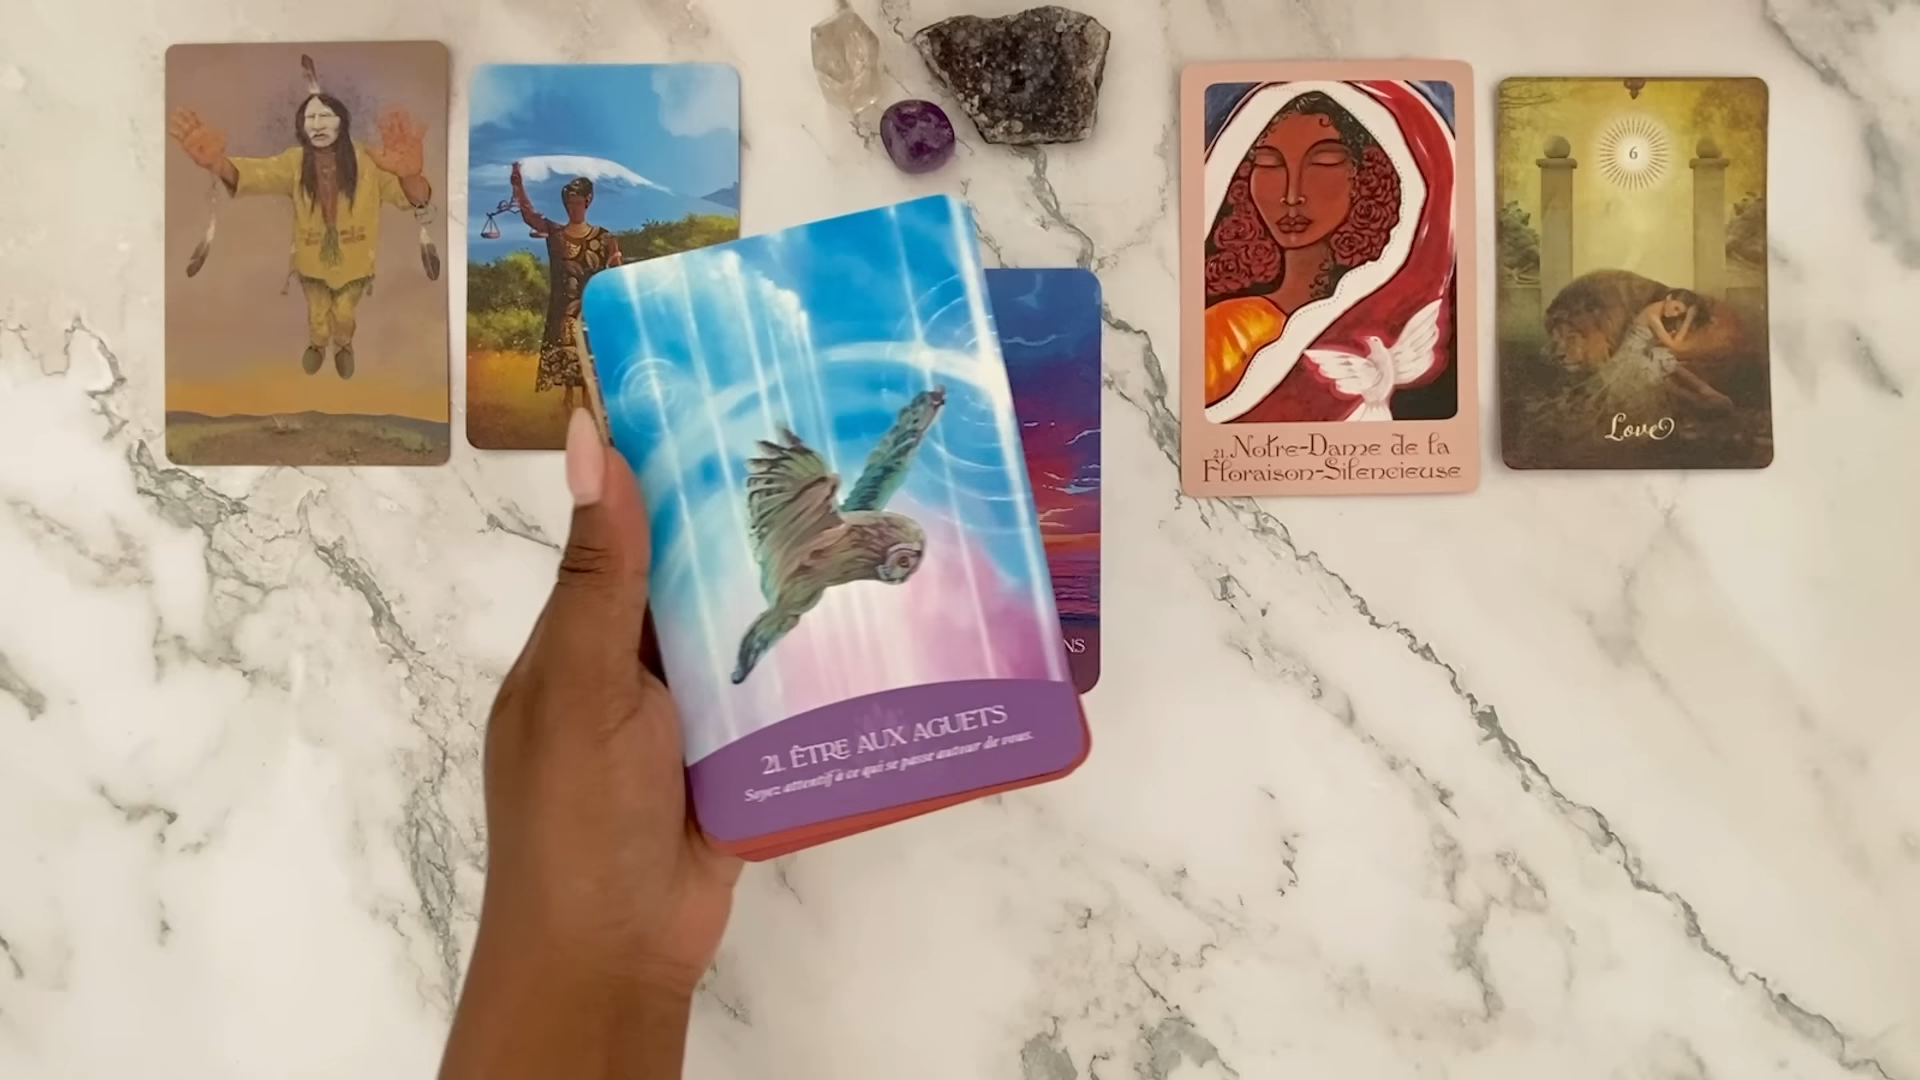 21. Notre-Dame de la
Floraison-Silencieuse
6
Love
NS
21. ÊTRE AUX AGUETS
Soyez attentif à ce qui se passe autour de vous.